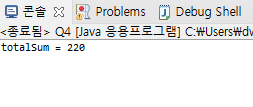 콘솔 Problems Debug Shell
<종료됨> Q4 [Java 응용프로그램] C:₩Users₩dw
totalSum = 220